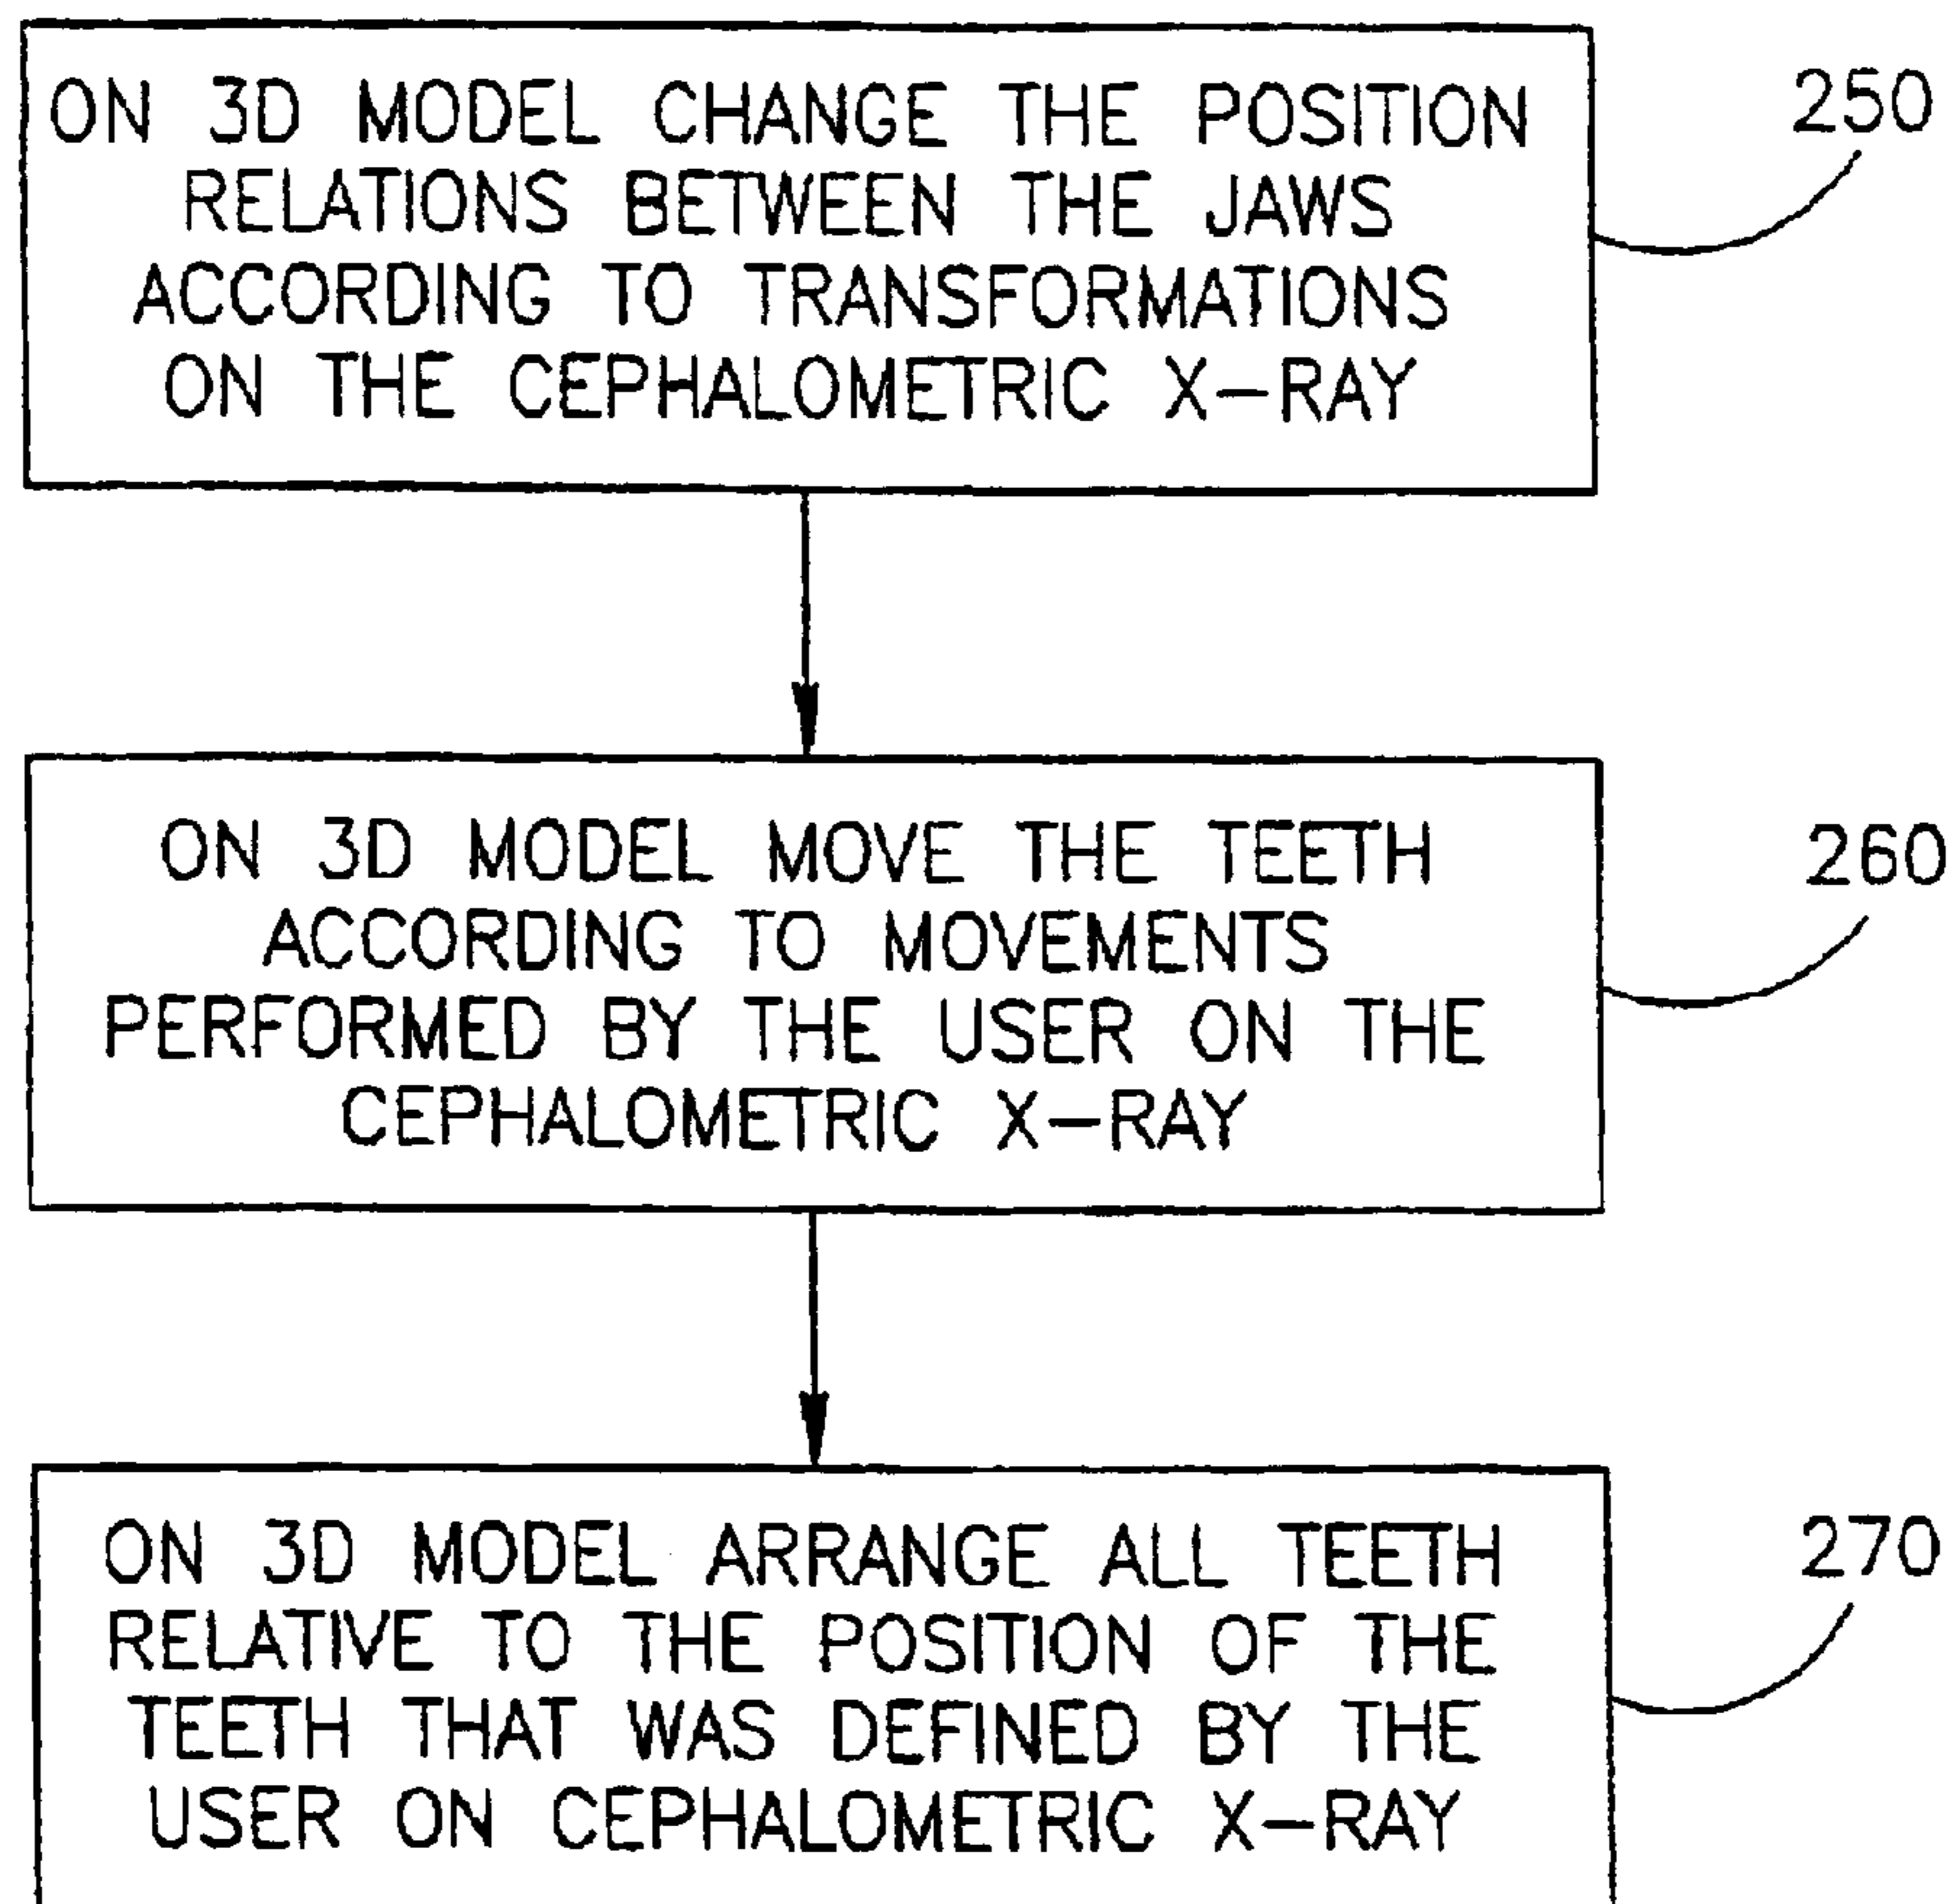 ON 3D MODEL CHANGE THE POSITION
RELATIONS BETWEEN THE JAWS
ACCORDING TO TRANSFORMATIONS
ON THE CEPHALOMETRIC X-RAY
250
ON 3D MODEL MOVE THE TEETH
ACCORDING TO MOVEMENTS
PERFORMED BY THE USER ON THE
CEPHALOMETRIC X-RAY
260
ON 3D MODEL ARRANGE ALL TEETH
RELATIVE TO THE POSITION OF THE
TEETH THAT WAS DEFINED BY THE
USER ON CEPHALOMETRIC X-RAY
270